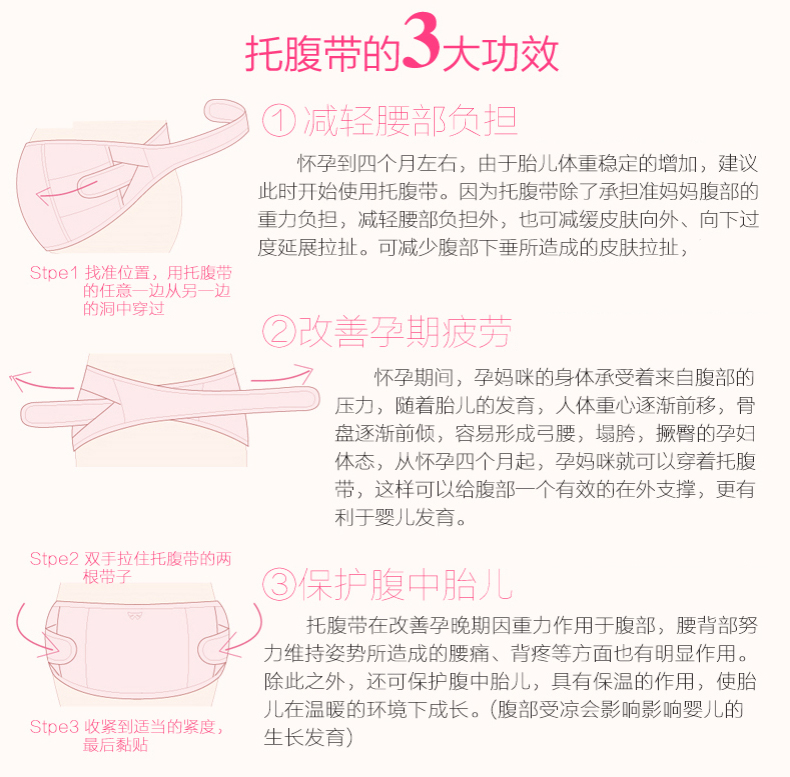 托腹带的3大功效
①减轻腰部负担
怀孕到四个月左右，由于胎儿体重稳定的增加，建议
此时开始使用托腹带。因为托腹带除了承担准妈妈腹部的
重力负担，减轻腰部负担外，也可减缓皮肤向外、向下过
度延展拉扯。可减少腹部下垂所造成的皮肤拉扯，
Stpe1 找准位置，用托腹带
的任意一边从另一边
的洞中穿过
②改善孕期疲劳
怀孕期间，孕妈咪的身体承受着来自腹部的
压力，随着胎儿的发育，人体重心逐渐前移，骨
盘逐渐前倾，容易形成弓腰，塌胯，撅臀的孕妇
体态，从怀孕四个月起，孕妈咪就可以穿着托腹
带，这样可以给腹部一个有效的在外支撑，更有
利于婴儿发育。
Stpe2 双手拉住托腹带的两
根带子
③保护腹中胎儿
托腹带在改善孕晚期因重力作用于腹部，腰背部努
力维持姿势所造成的腰痛、背疼等方面也有明显作用。
除此之外，还可保护腹中胎儿，具有保温的作用，使胎
儿在温暖的环境下成长。(腹部受凉会影响影响婴儿的
生长发育)
Stpe3 收紧到适当的紧度，
最后黏贴